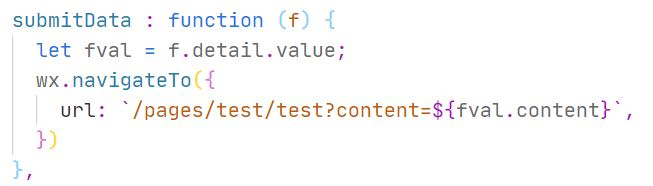 submitData : function (f) {
let fval = f.detail.value;
wx.navigateTo({
url: `/pages/test/test?content=${fval.content}`,
})
},